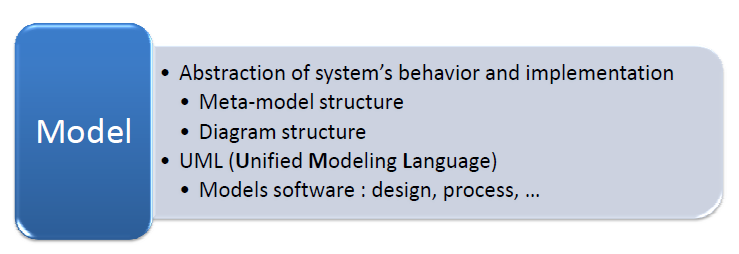 Model
• Abstraction of system’s behavior and implementation
• Meta-model structure
• Diagram structure
• UML (Unified Modeling Language)
• Models software : design, process, …